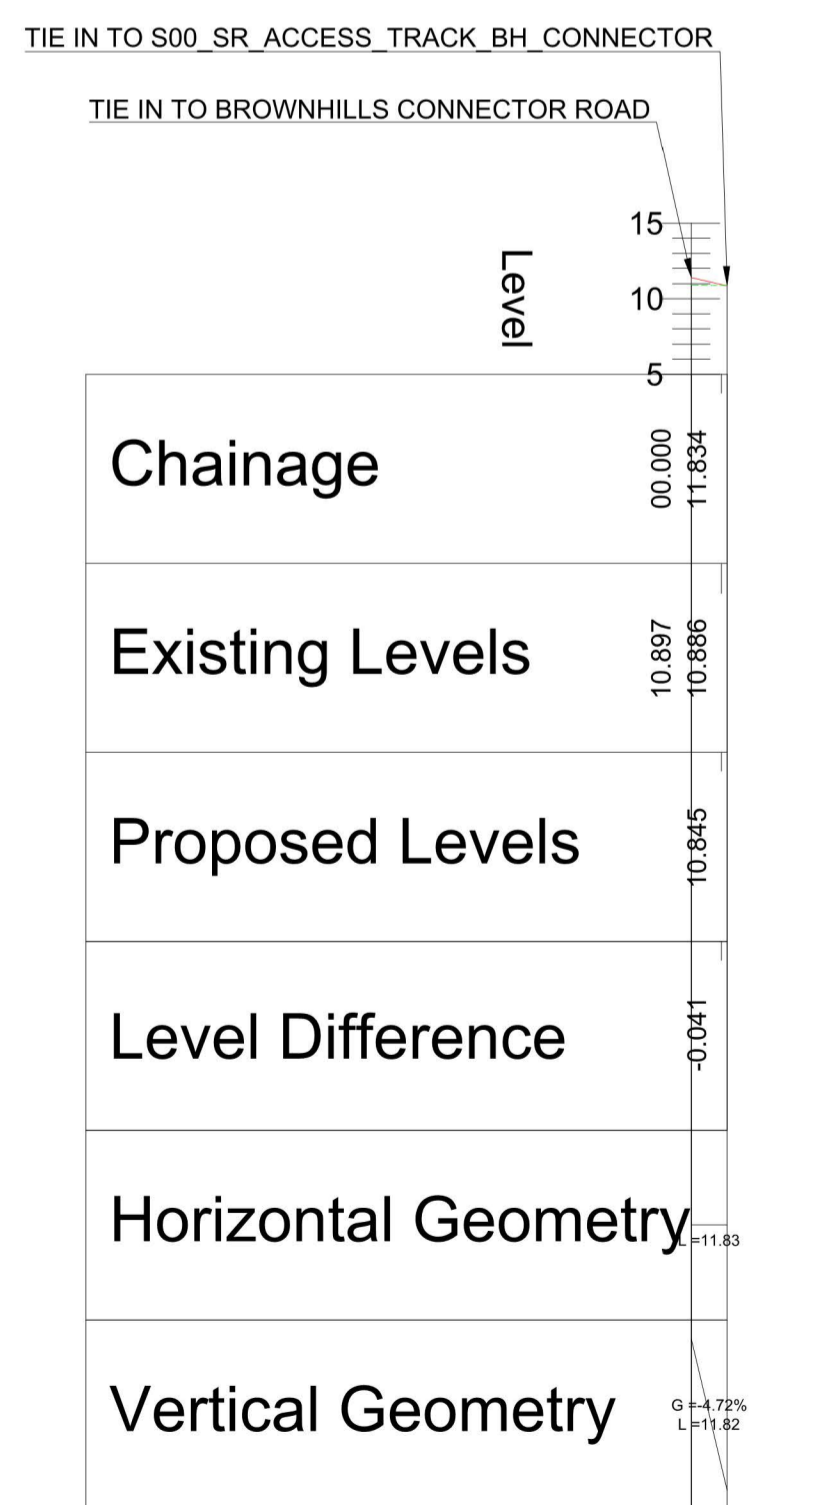 TIE IN TO S00_SR_ACCESS_TRACK_BH_CONNECTOR
TIE IN TO BROWNHILLS CONNECTOR ROAD
Level
15
10
5
Chainage 00.000 11.834
Existing Levels 10.897 10.886
Proposed Levels 10.845
Level Difference -0.041
Horizontal Geometry
L =11.83
Vertical Geometry
G =-4.72%
L =11.82